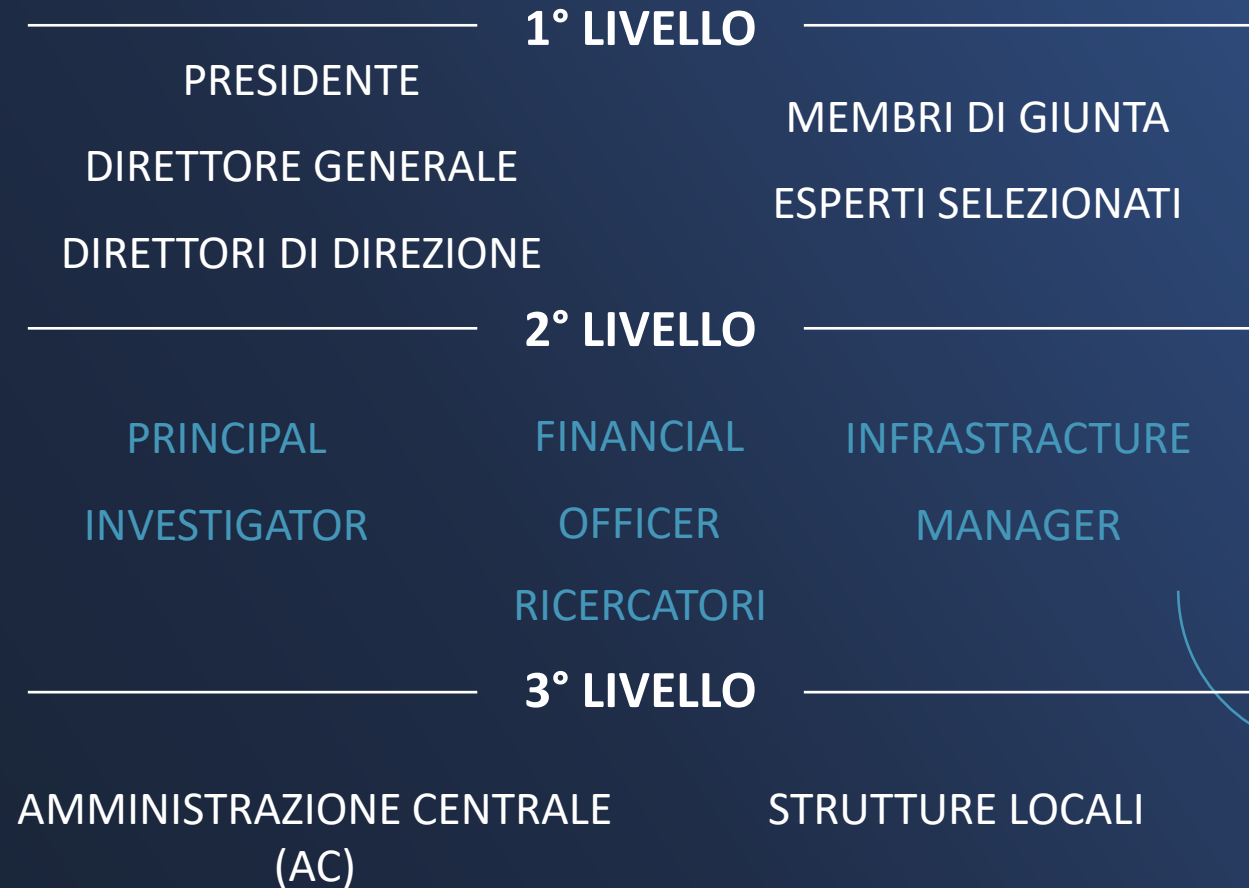 1° LIVELLO
PRESIDENTE
DIRETTORE GENERALE
DIRETTORI DI DIREZIONE
MEMBRI DI GIUNTA
ESPERTI SELEZIONATI
2° LIVELLO
PRINCIPAL
INVESTIGATOR
FINANCIAL
OFFICER
INFRASTRACTURE
MANAGER
RICERCATORI
3° LIVELLO
AMMINISTRAZIONE CENTRALE
(AC)
STRUTTURE LOCALI